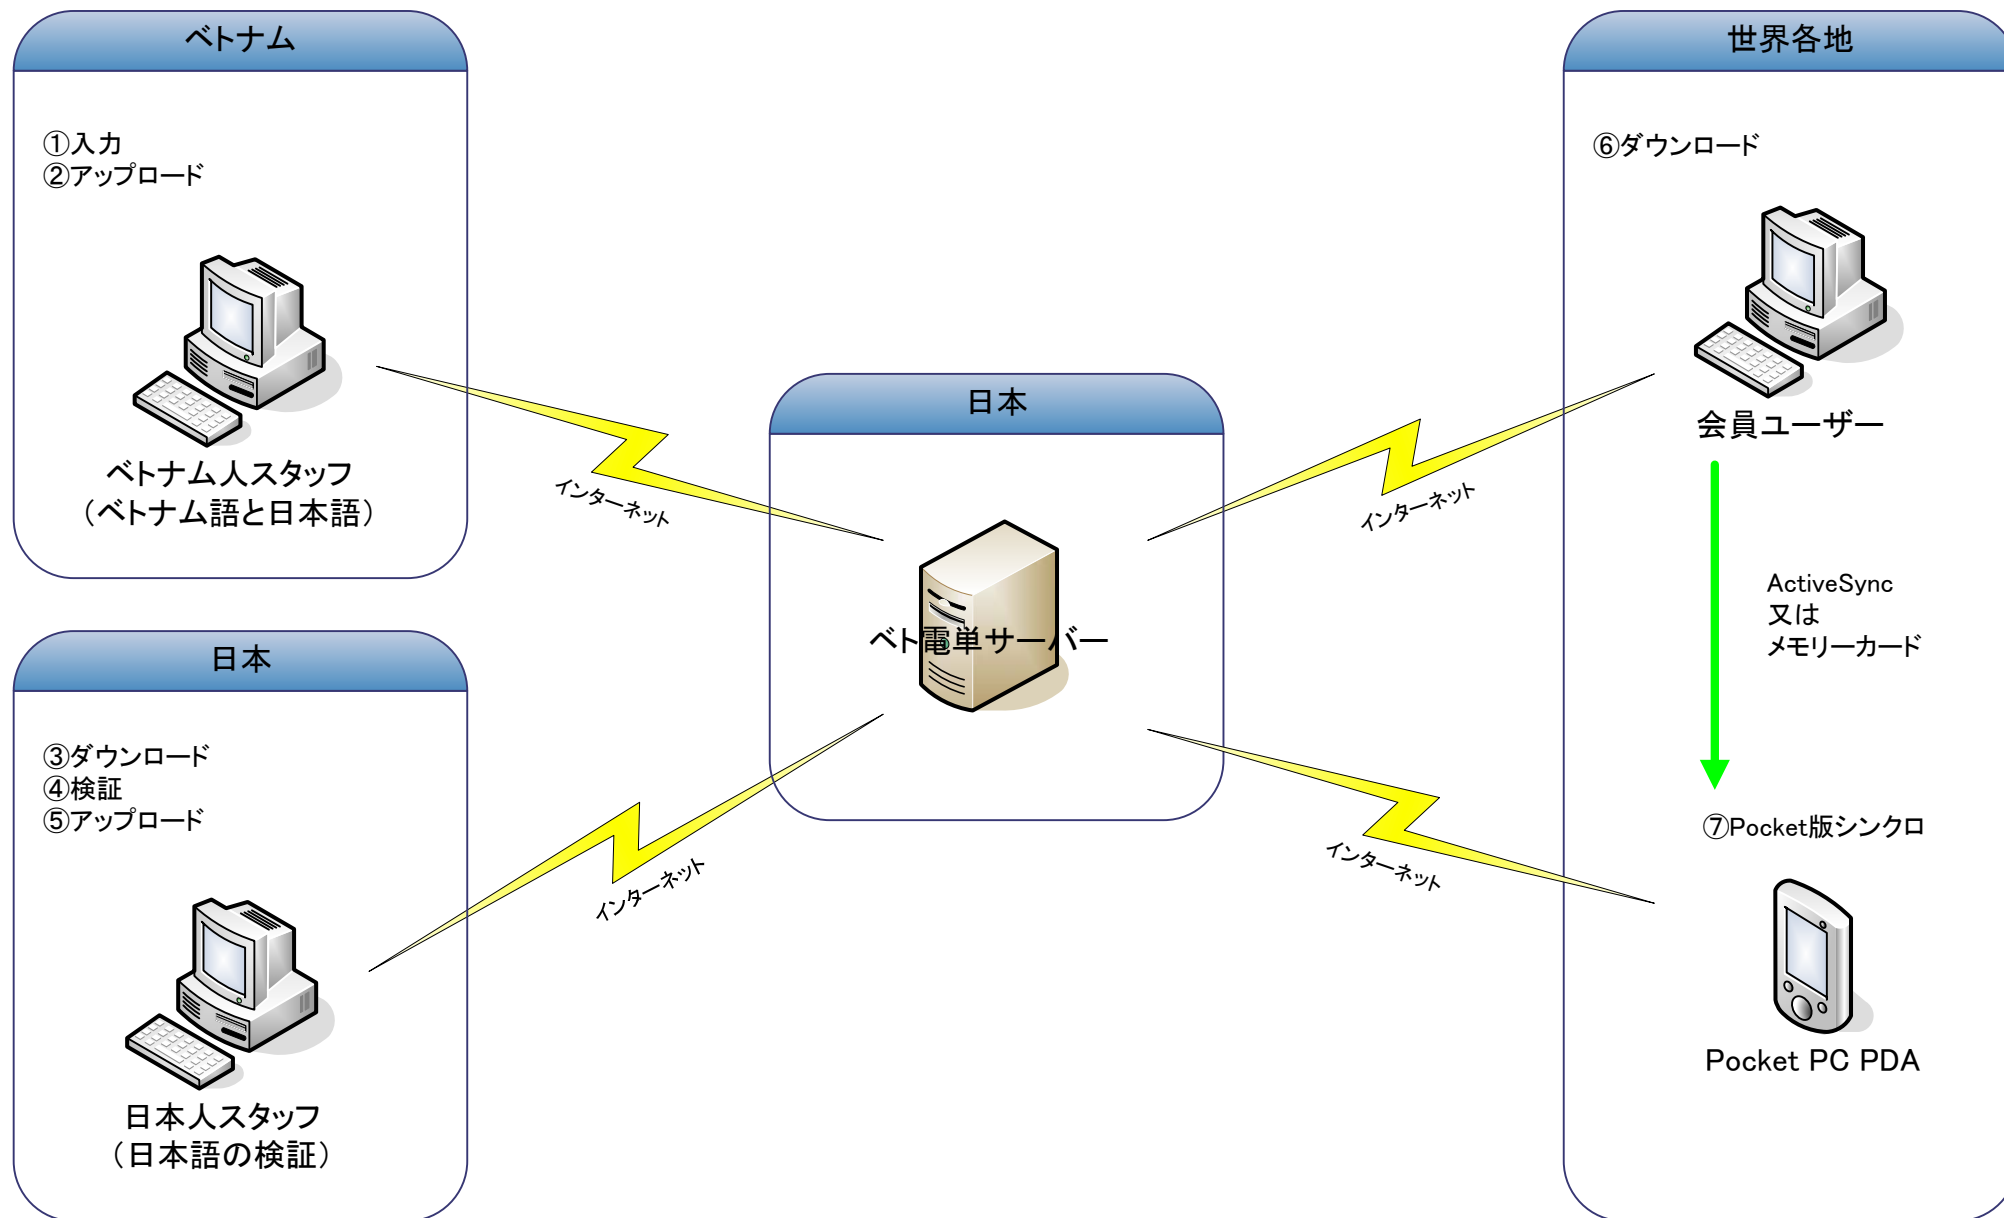 ベトナム
①入力
②アップロード
ベトナム人スタッフ
（ベトナム語と日本語）
日本
③ダウンロード
④検証
⑤アップロード
日本人スタッフ
（日本語の検証）
インターネット
インターネット
日本
ベト電単サーバー
インターネット
インターネット
世界各地
⑥ダウンロード
会員ユーザー
ActiveSync
又は
メモリーカード
⑦Pocket版シンクロ
Pocket PC PDA